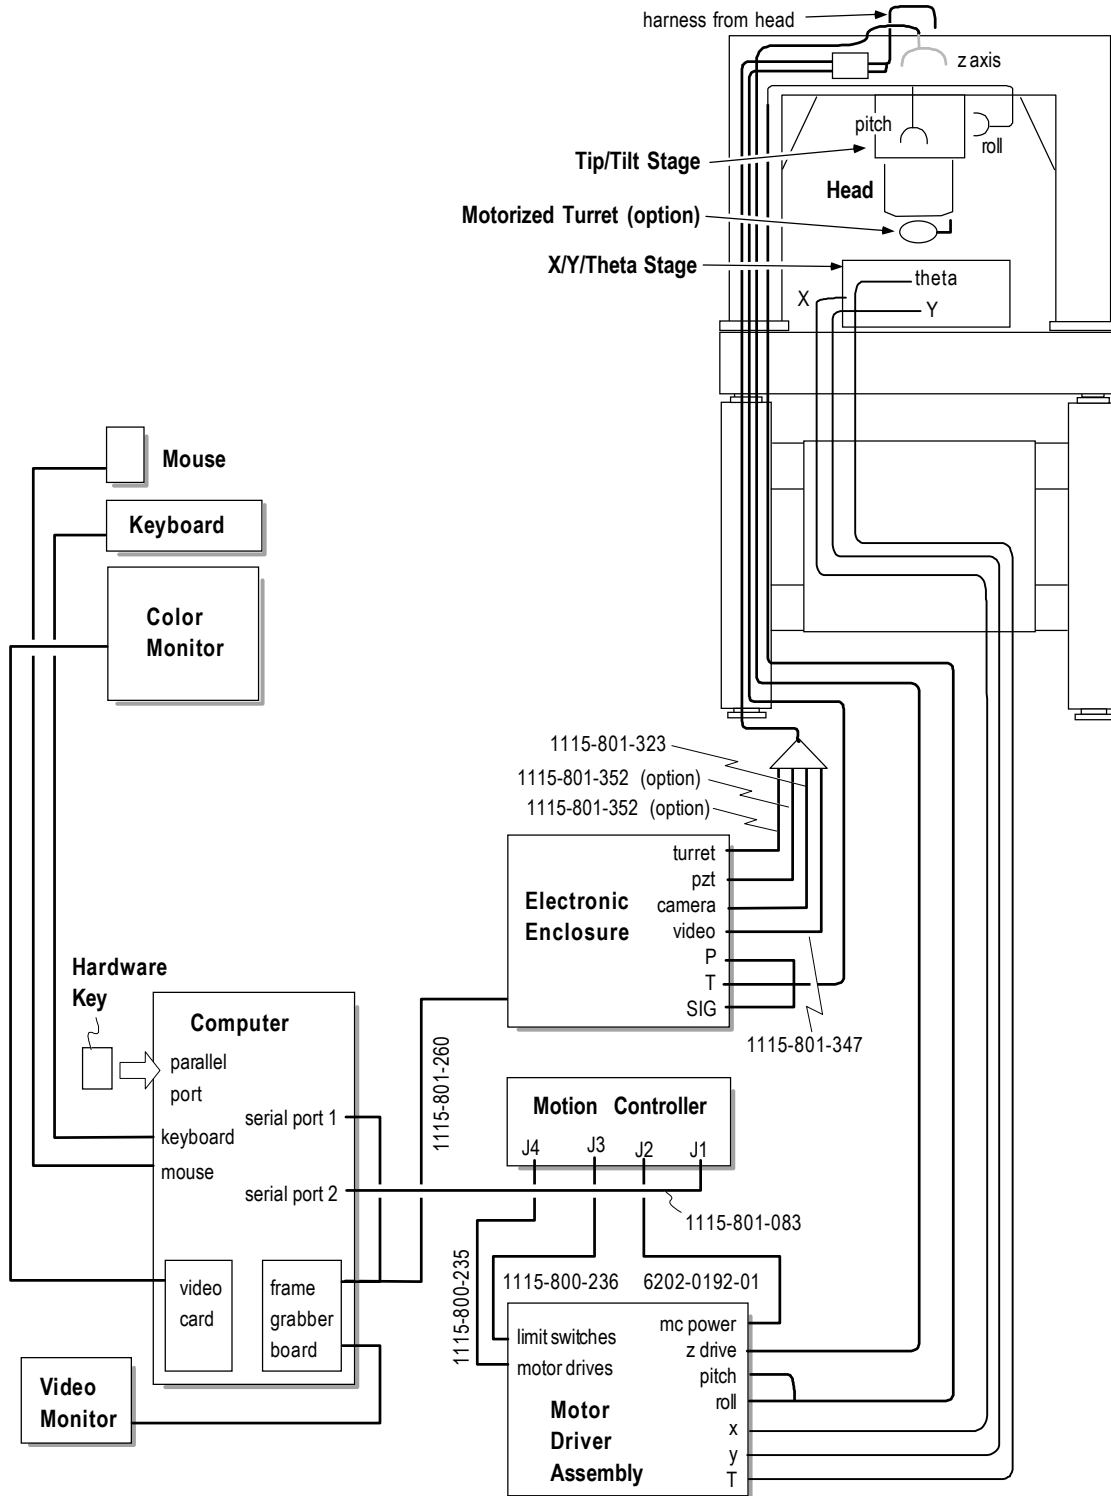 harness from head
z axis
pitch
roll
Tip/Tilt Stage
Head
Motorized Turret (option)
X/Y/Theta Stage
theta
X
Y
Mouse
Keyboard
Color
Monitor
1115-801-323
1115-801-352 (option)
1115-801-352 (option)
turret
pzt
camera
video
P
T
SIG
Electronic
Enclosure
1115-801-347
Hardware
Key
Computer
parallel
port
serial port 1
keyboard
mouse
serial port 2
1115-801-260
Motion Controller
J4
J3
J2
J1
1115-801-083
1115-800-235
1115-800-236
6202-0192-01
video
card
frame
grabber
board
mc power
limit switches
z drive
motor drives
pitch
roll
x
y
T
Motor
Driver
Assembly
Video
Monitor